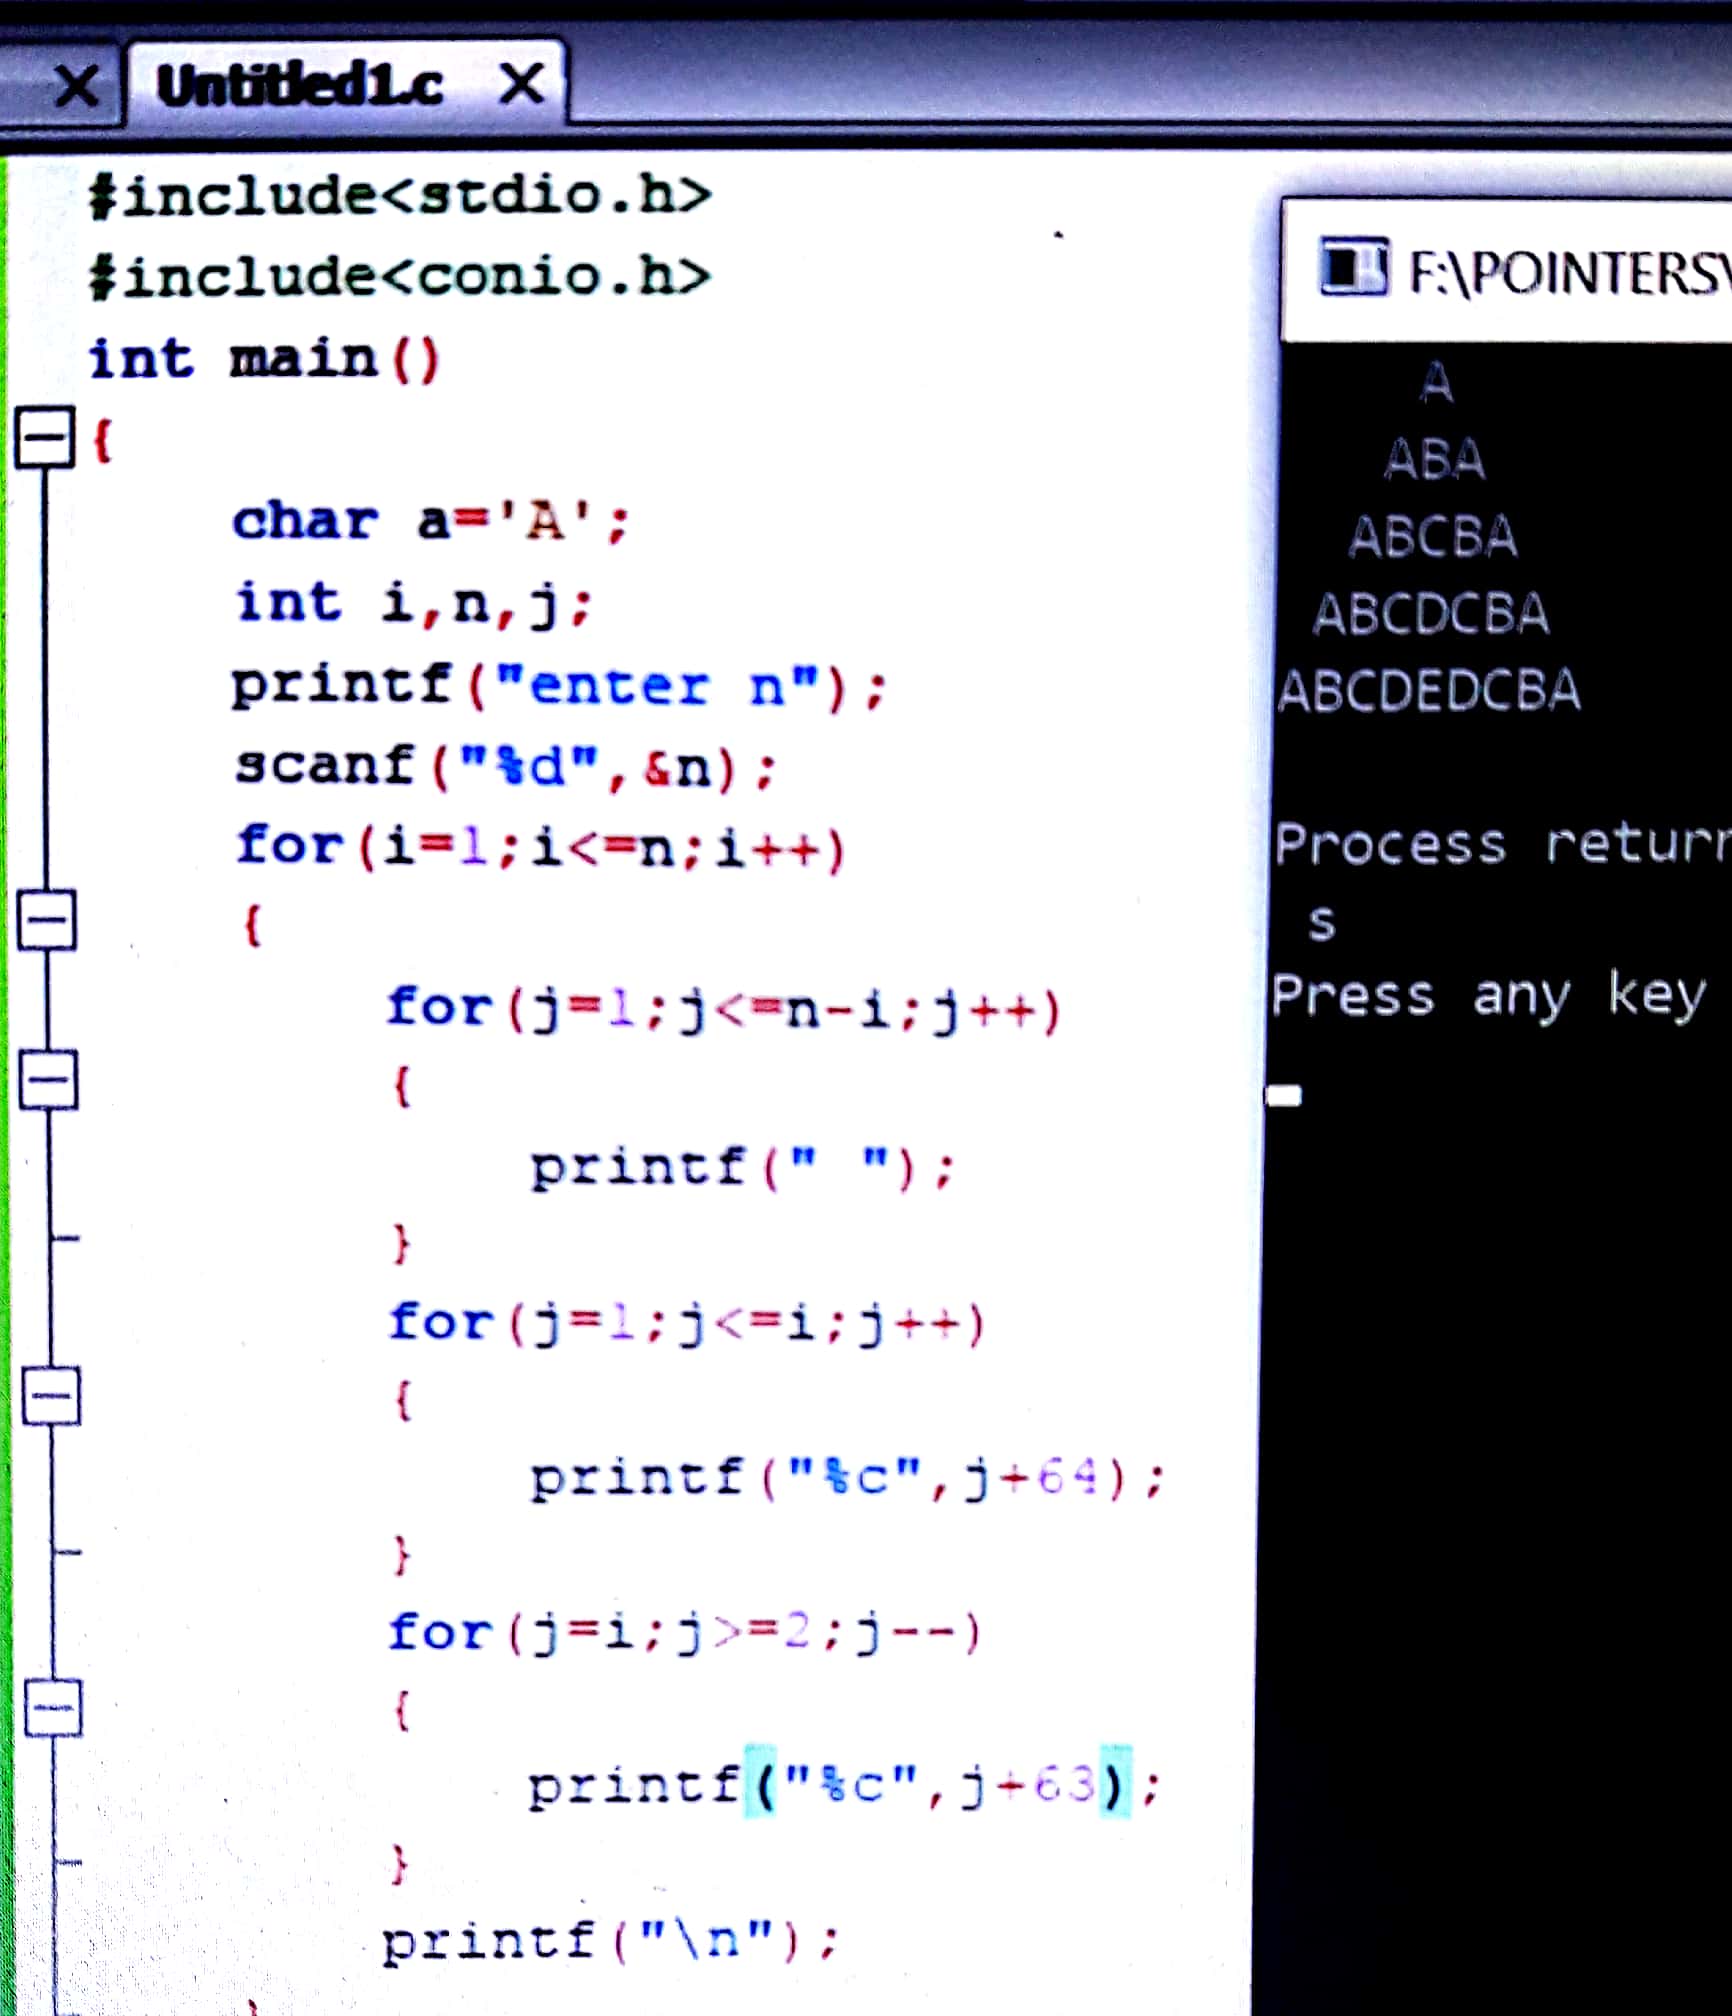 Untitled1.c
#include<stdio.h>
#include<conio.h>
int main()
{
char a='A';
int i,n,j;
printf("enter n");
scanf("%d",&n);
for(i=1;i<=n;i++)
{
for(j=1;j<=n-i;j++)
{
printf(" ");
}
for(j=1;j<=i;j++)
{
printf("%c",j+64);
}
for(j=i;j>=2;j--)
{
printf("%c",j+63);
}
printf("\n");
}
F:\POINTERS\
A
ABA
ABCBA
ABCDCBA
ABCDEDCBA
Process return
s
Press any key